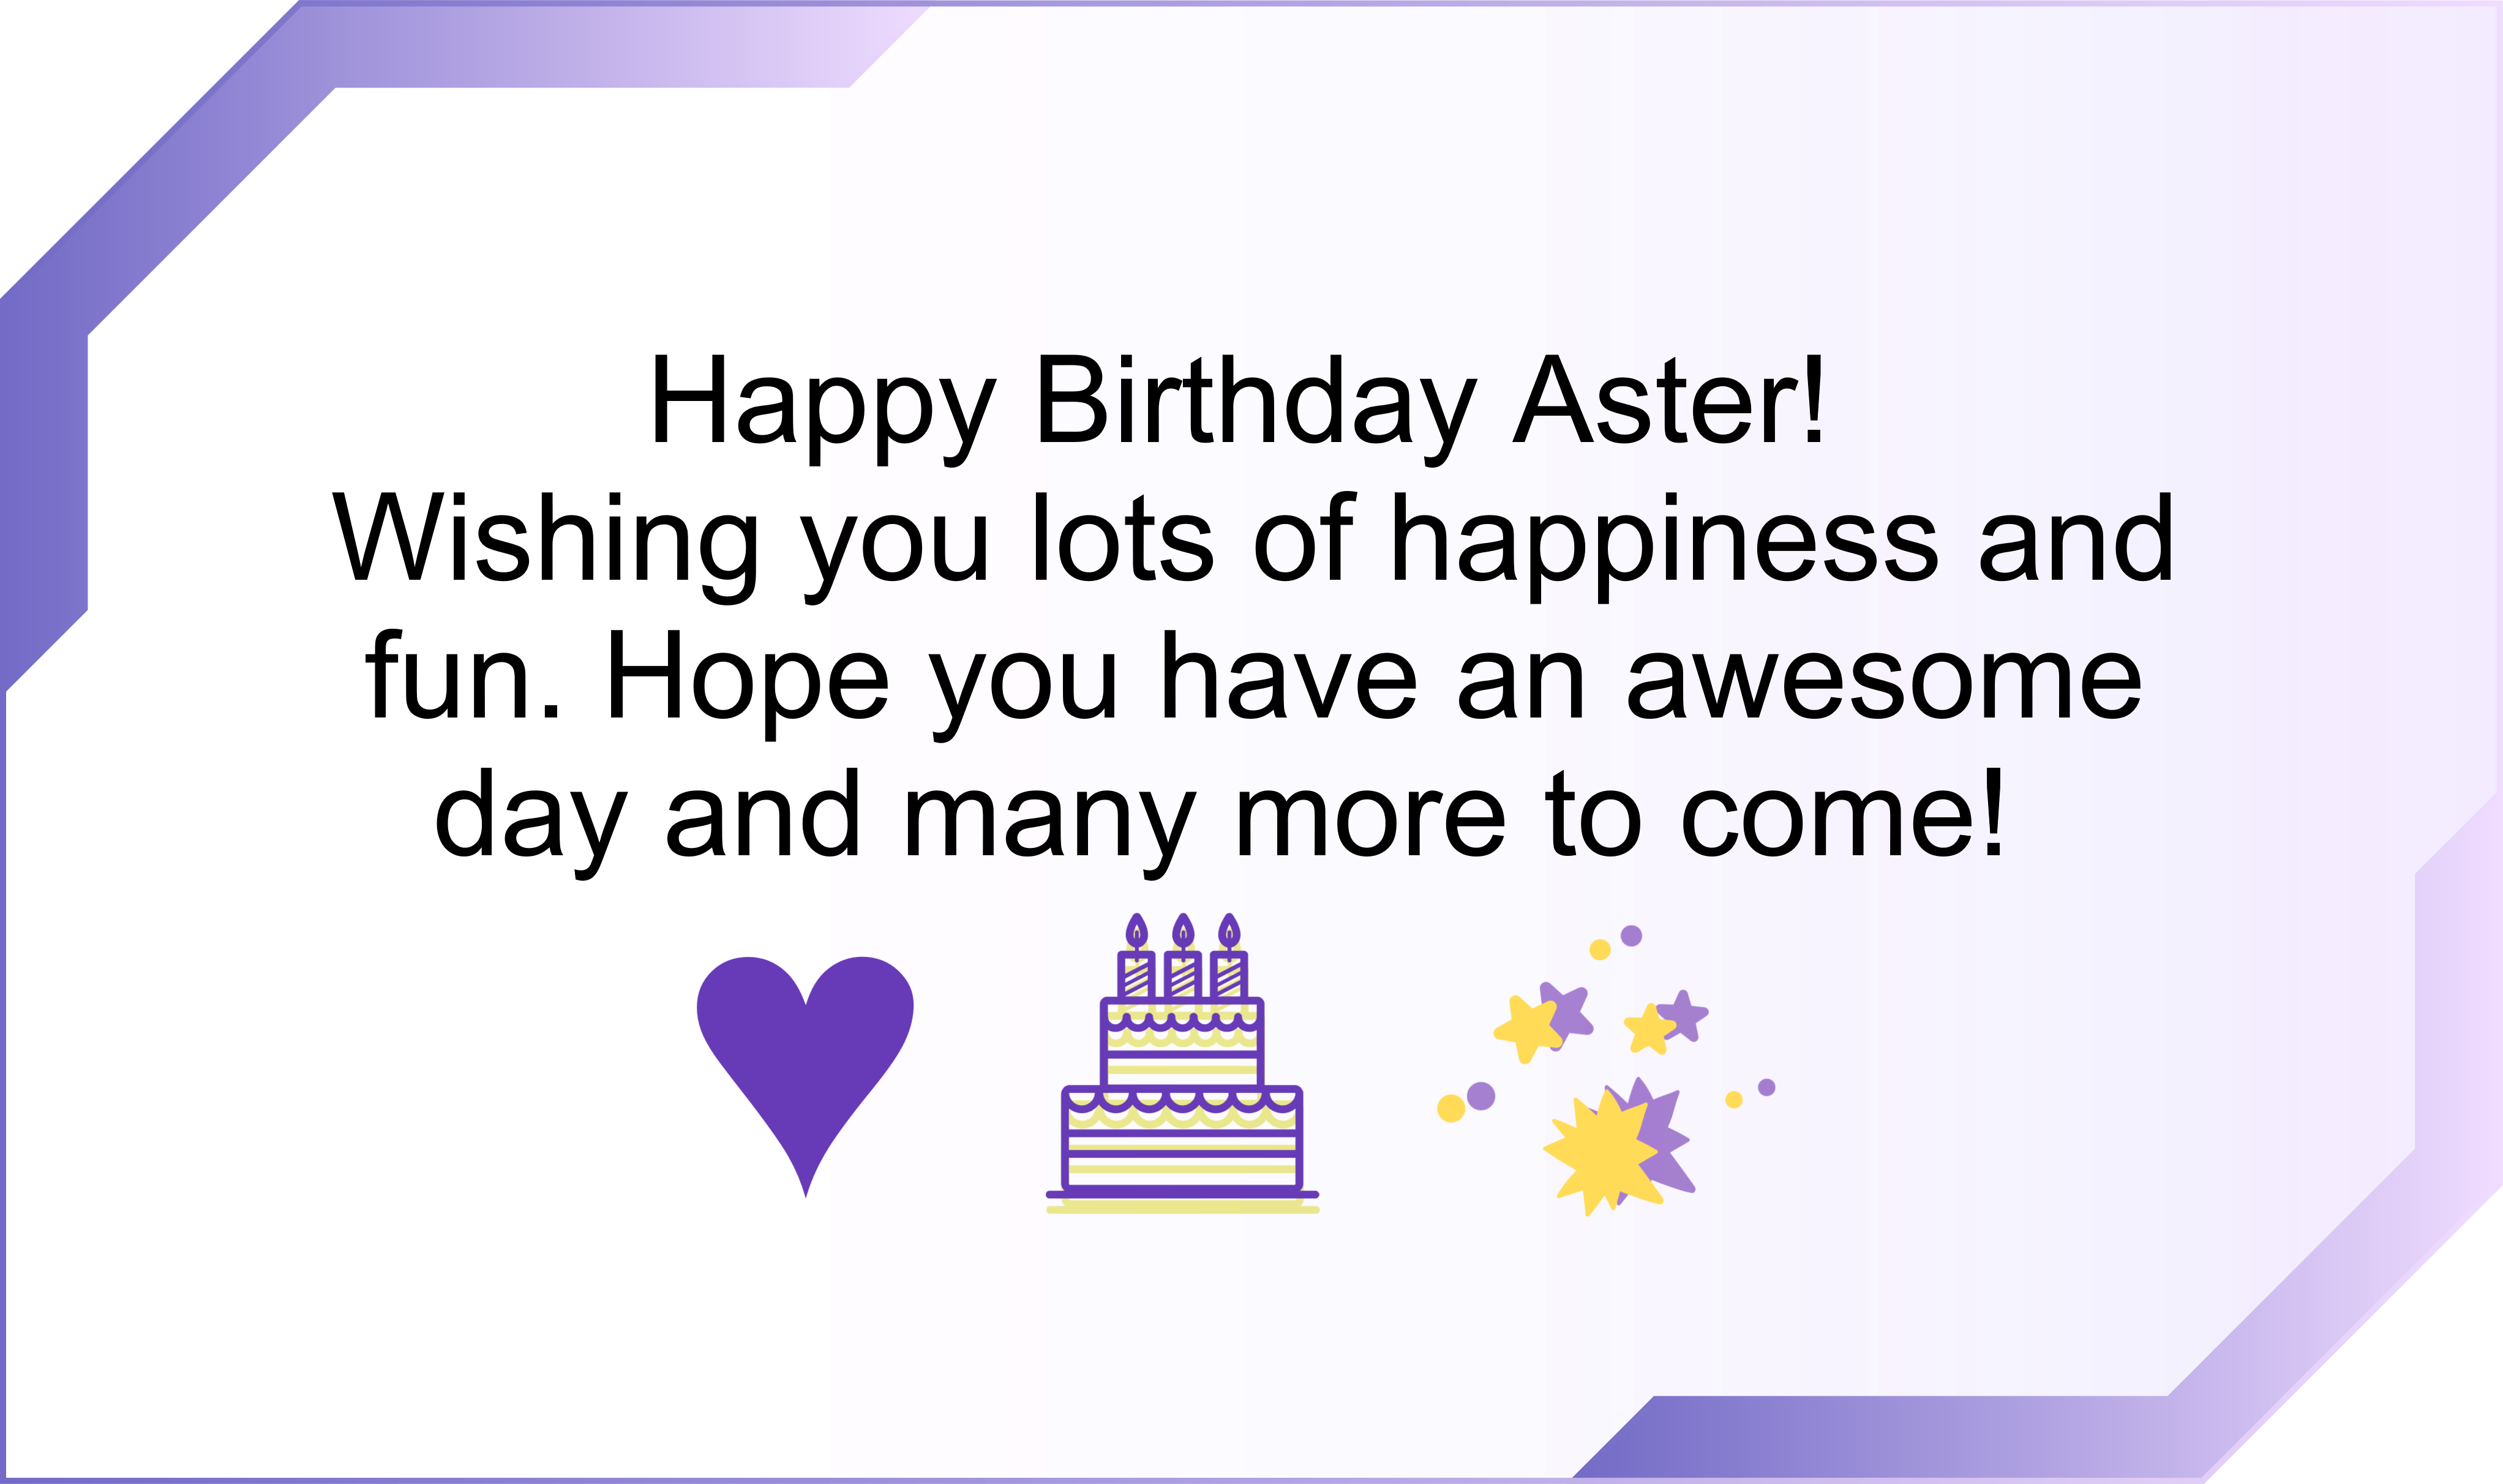 Happy Birthday Aster!
Wishing you lots of happiness and
fun. Hope you have an awesome
day and many more to come!